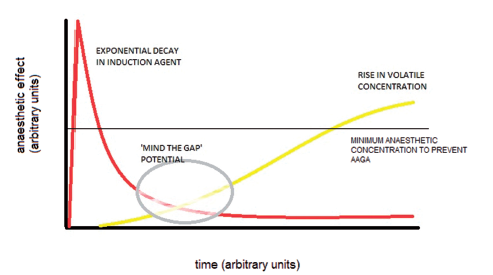 EXPONENTIAL DECAY
IN INDUCTION AGENT
RISE IN VOLATILE
CONCENTRATION
anaesthetic effect
(arbitrary units)
MINIMUM ANAESTHETIC
CONCENTRATION TO PREVENT
AAGA
'MIND THE GAP'
POTENTIAL
time (arbitrary units)